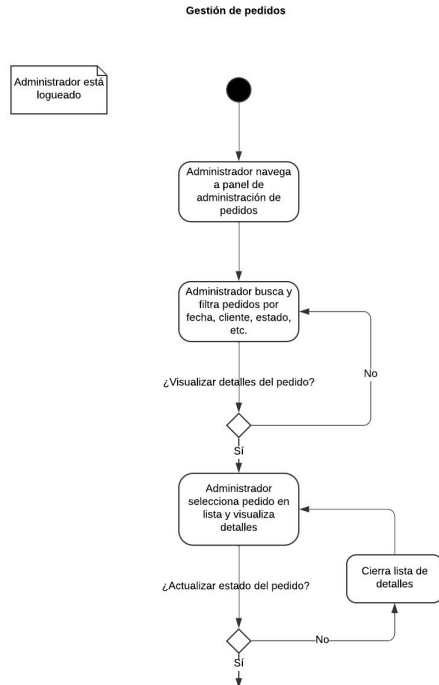 Gestión de pedidos
Administrador está
logueado
Administrador navega
a panel de
administración de
pedidos
Administrador busca y
filtra pedidos por
fecha, cliente, estado,
etc.
¿Visualizar detalles del pedido?
No
Sí
Administrador
selecciona pedido en
lista y visualiza
detalles
¿Actualizar estado del pedido?
Cierra lista de
detalles
No
Sí